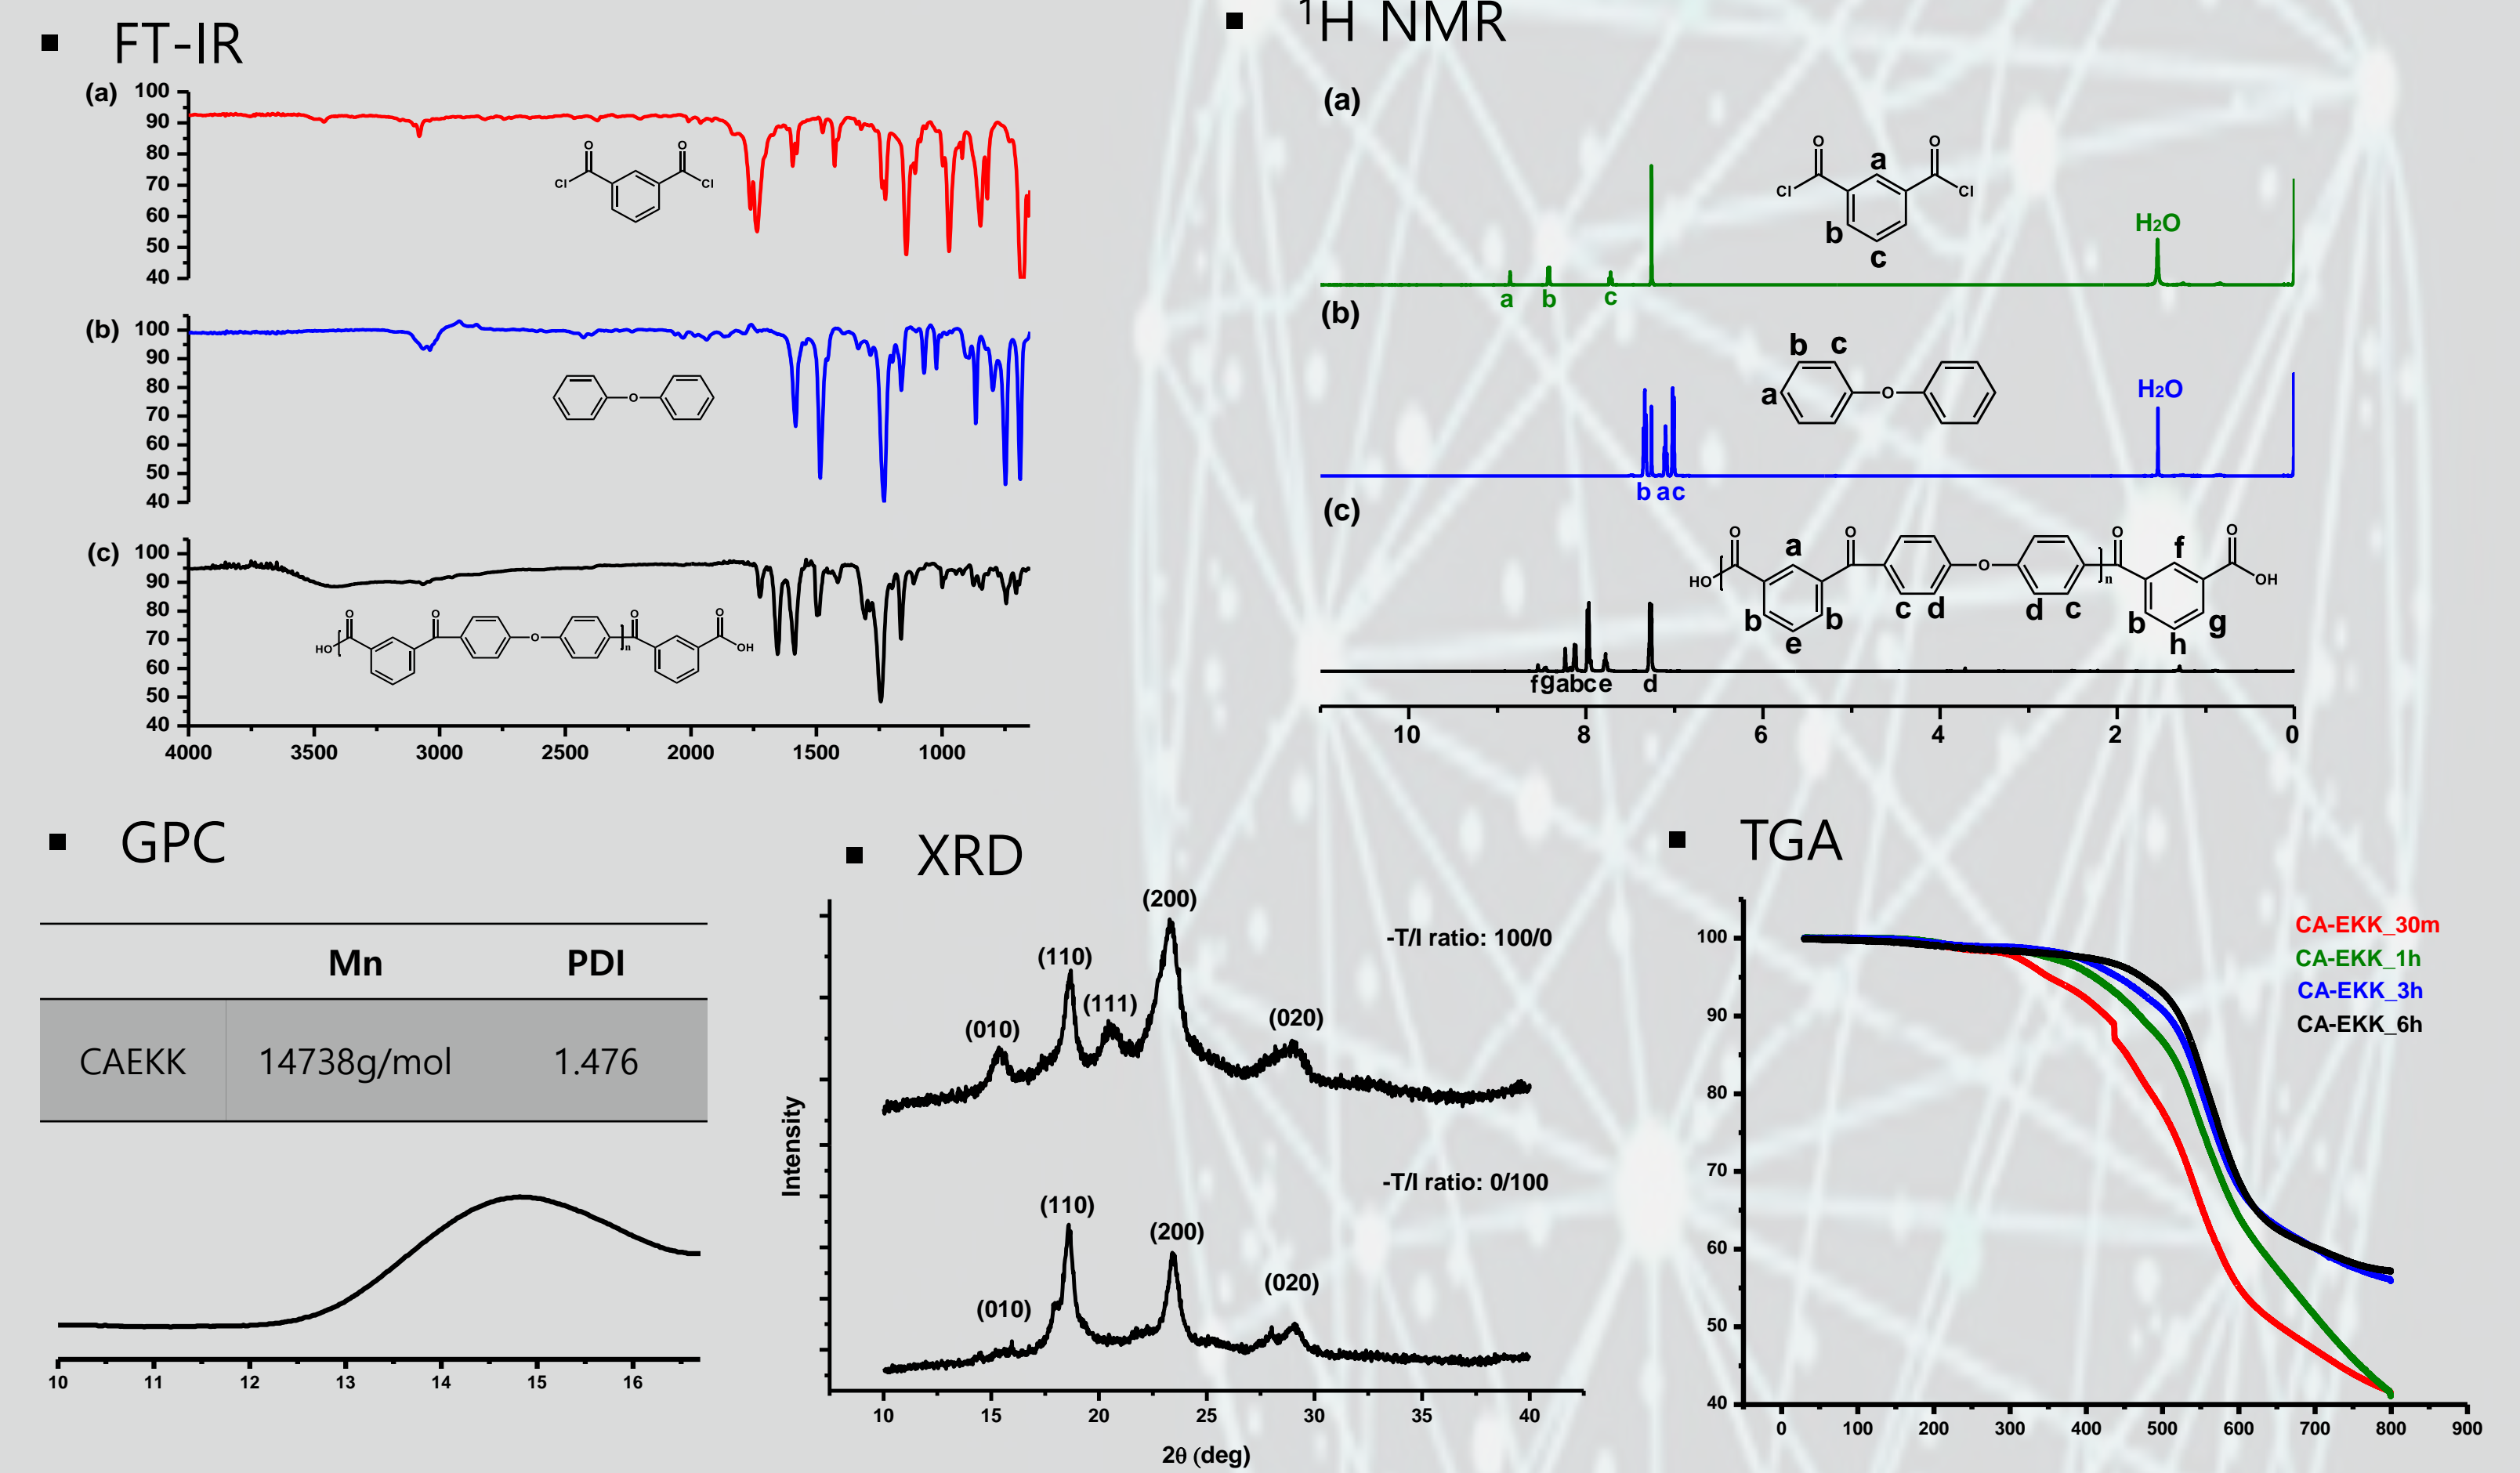 ▪ FT-IR
(a)
100
90
80
70
60
50
40
O
O
Cl
Cl
(b)
100
90
80
70
60
50
40
O
(c)
100
90
80
70
60
50
40
O
O
O
O
HO
O
n
OH
4000 3500 3000 2500 2000 1500 1000
▪ ¹H NMR
(a)
O
O
a
Cl
Cl
b
c
H₂O
a b c
(b)
b c
a
O
H₂O
b a c
(c)
O
O
O
O
a
f
HO
O
n
OH
b
b
c d
d c
b
g
e
h
f g a b c e d
10 8 6 4 2 0
▪ GPC
Mn PDI
CAEKK 14738g/mol 1.476
10 11 12 13 14 15 16
▪ XRD
Intensity
(200)
-T/I ratio: 100/0
(110)
(111)
(010)
(020)
-T/I ratio: 0/100
(110)
(200)
(020)
(010)
10 15 20 25 30 35 40
2θ (deg)
▪ TGA
CA-EKK_30m
CA-EKK_1h
CA-EKK_3h
CA-EKK_6h
100
90
80
70
60
50
40
0 100 200 300 400 500 600 700 800 900